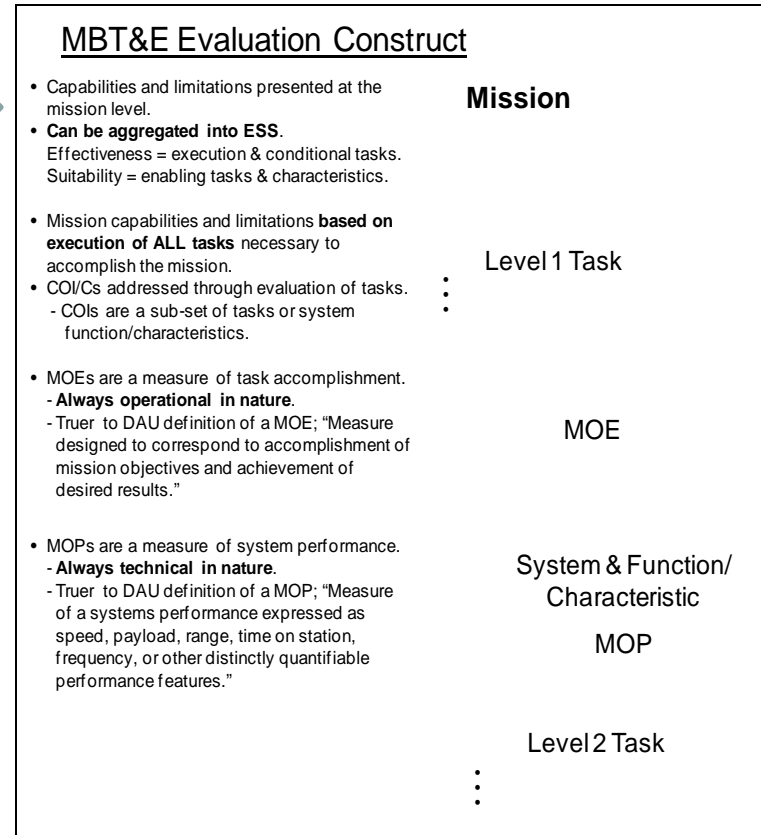 MBT&E Evaluation Construct
• Capabilities and limitations presented at the
mission level.
• Can be aggregated into ESS.
Effectiveness = execution & conditional tasks.
Suitability = enabling tasks & characteristics.
• Mission capabilities and limitations based on
execution of ALL tasks necessary to
accomplish the mission.
• COI/Cs addressed through evaluation of tasks.
- COIs are a sub-set of tasks or system
function/characteristics.
• MOEs are a measure of task accomplishment.
- Always operational in nature.
- Truer to DAU definition of a MOE; “Measure
designed to correspond to accomplishment of
mission objectives and achievement of
desired results.”
• MOPs are a measure of system performance.
- Always technical in nature.
- Truer to DAU definition of a MOP; “Measure
of a systems performance expressed as
speed, payload, range, time on station,
frequency, or other distinctly quantifiable
performance features.”
Mission
Level 1 Task
MOE
System & Function/
Characteristic
MOP
Level 2 Task